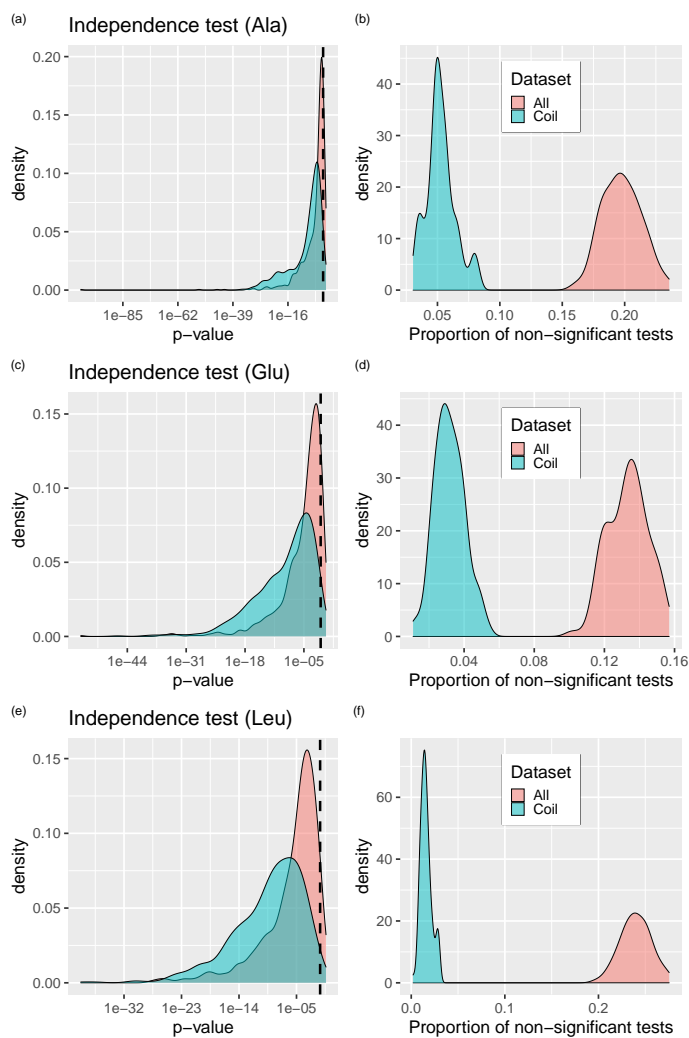 (a)
Independence test (Ala)
0.20
0.15
0.10
0.05
0.00
density
1e−85
1e−62
1e−39
1e−16
p−value
(b)
40
30
20
10
0
density
Dataset
All
Coil
0.05
0.10
0.15
0.20
Proportion of non−significant tests
(c)
Independence test (Glu)
0.15
0.10
0.05
0.00
density
1e−44
1e−31
1e−18
1e−05
p−value
(d)
40
30
20
10
0
density
Dataset
All
Coil
0.04
0.08
0.12
0.16
Proportion of non−significant tests
(e)
Independence test (Leu)
0.15
0.10
0.05
0.00
density
1e−32
1e−23
1e−14
1e−05
p−value
(f)
60
40
20
0
density
Dataset
All
Coil
0.0
0.1
0.2
Proportion of non−significant tests